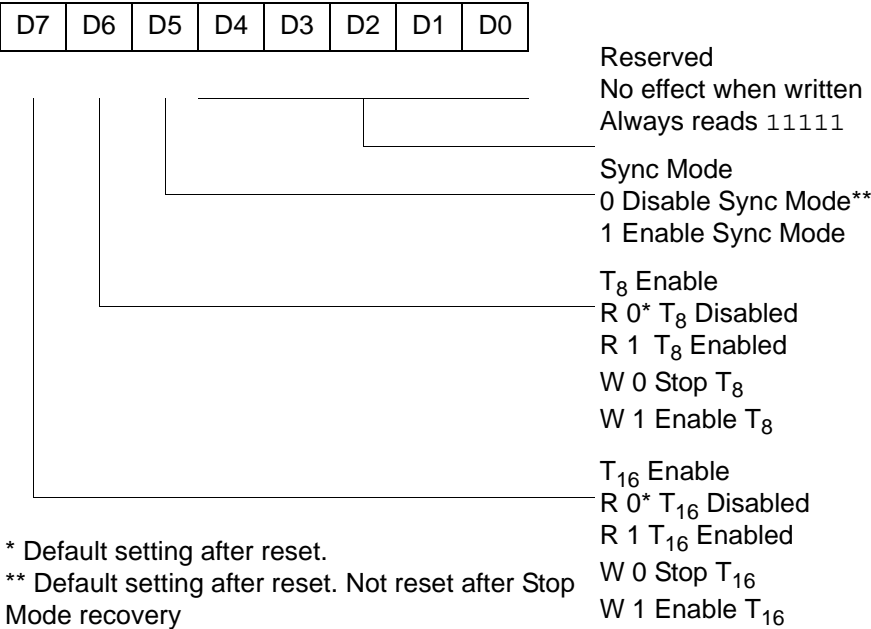 D7 D6 D5 D4 D3 D2 D1 D0
Reserved
No effect when written
Always reads 11111
Sync Mode
0 Disable Sync Mode**
1 Enable Sync Mode
T8 Enable
R 0* T8 Disabled
R 1 T8 Enabled
W 0 Stop T8
W 1 Enable T8
T16 Enable
R 0* T16 Disabled
R 1 T16 Enabled
W 0 Stop T16
W 1 Enable T16
* Default setting after reset.
** Default setting after reset. Not reset after Stop
Mode recovery